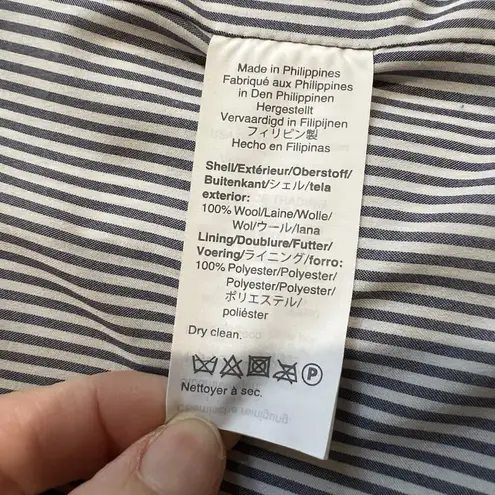 Made in Philippines
Fabriqué aux Philippines
in Den Philippinen
Hergestellt
Vervaardigd in Filipijnen
フィリピン製
Hecho en Filipinas
Shell/Extérieur/Oberstoff/
Buitenkant/シェル/tela
exterior:
100% Wool/Laine/Wolle/
Wol/ウール/lana
Lining/Doublure/Futter/
Voering/ライニング/forro:
100% Polyester/Polyester/
Polyester/Polyester/
ポリエステル/
poliéster
Dry clean.
P
Nettoyer à sec.